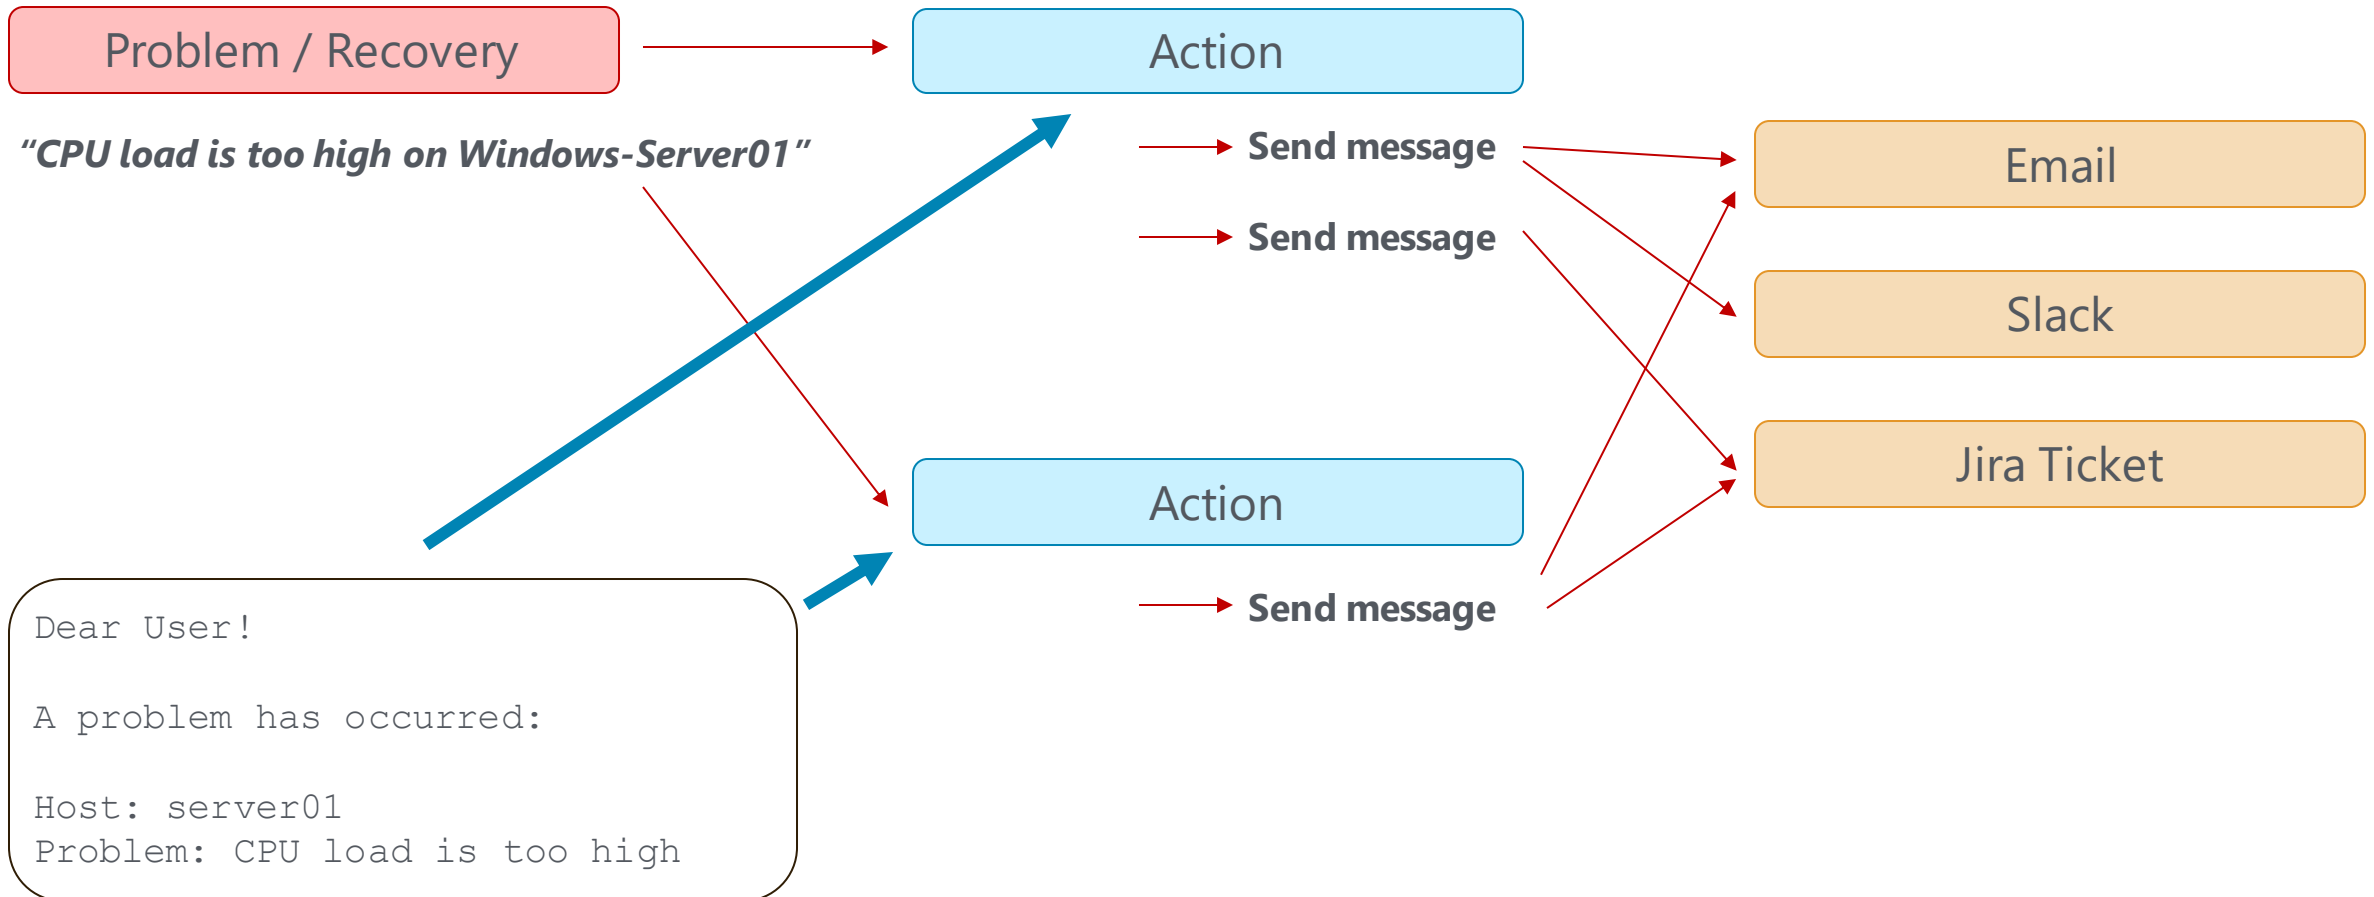 Problem / Recovery
Action
“CPU load is too high on Windows-Server01”
Send message
Send message
Email
Slack
Jira Ticket
Action
Send message
Dear User!
A problem has occurred:
Host: server01
Problem: CPU load is too high